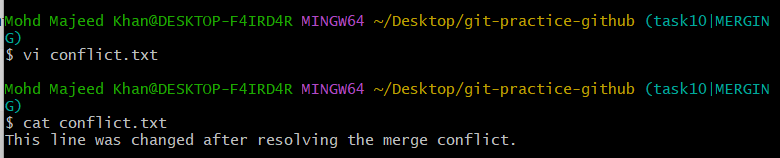 Mohd Majeed Khan@DESKTOP-F4IRD4R MINGW64 ~/Desktop/git-practice-github (task10|MERGIN
G)
$ vi conflict.txt
Mohd Majeed Khan@DESKTOP-F4IRD4R MINGW64 ~/Desktop/git-practice-github (task10|MERGIN
G)
$ cat conflict.txt
This line was changed after resolving the merge conflict.